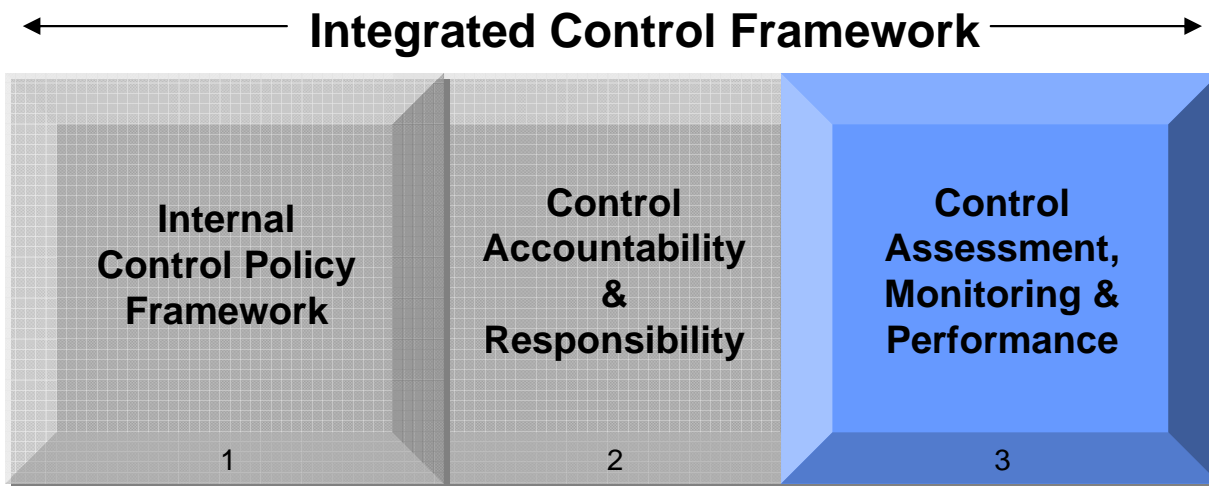 Integrated Control Framework
Internal
Control Policy
Framework
1
Control
Accountability
&
Responsibility
2
Control
Assessment,
Monitoring &
Performance
3